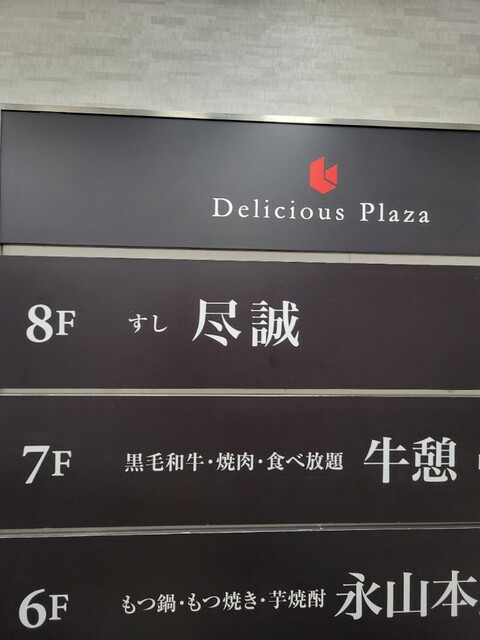 Delicious Plaza
8F すし 尽誠
7F 黒毛和牛・焼肉・食べ放題 牛憩
6F もつ鍋・もつ焼き・芋焼酎 永山本